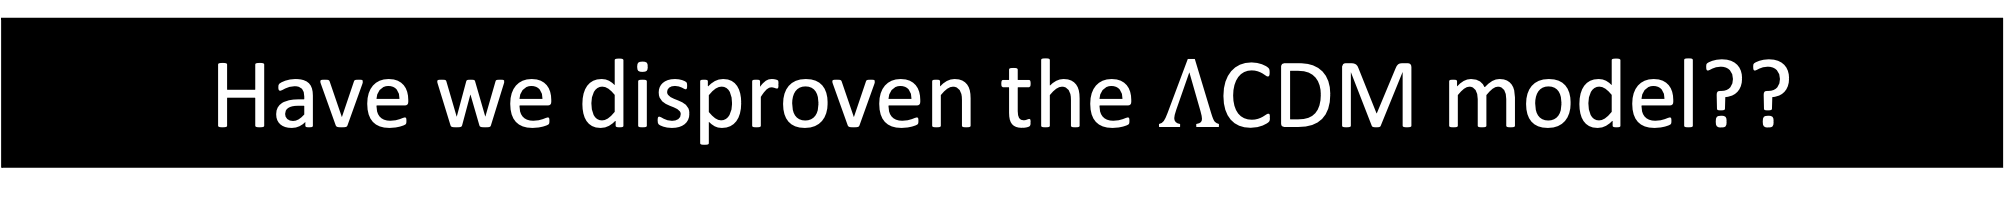 Have we disproven the ΛCDM model??